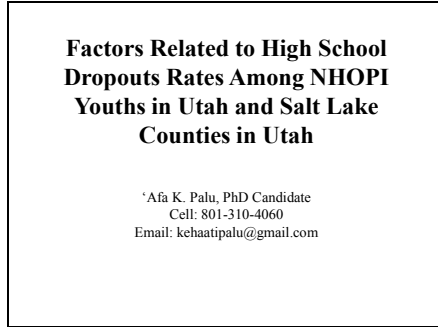 Factors Related to High School
Dropouts Rates Among NHOPI
Youths in Utah and Salt Lake
Counties in Utah
‘Afa K. Palu, PhD Candidate
Cell: 801-310-4060
Email: kehaatipalu@gmail.com